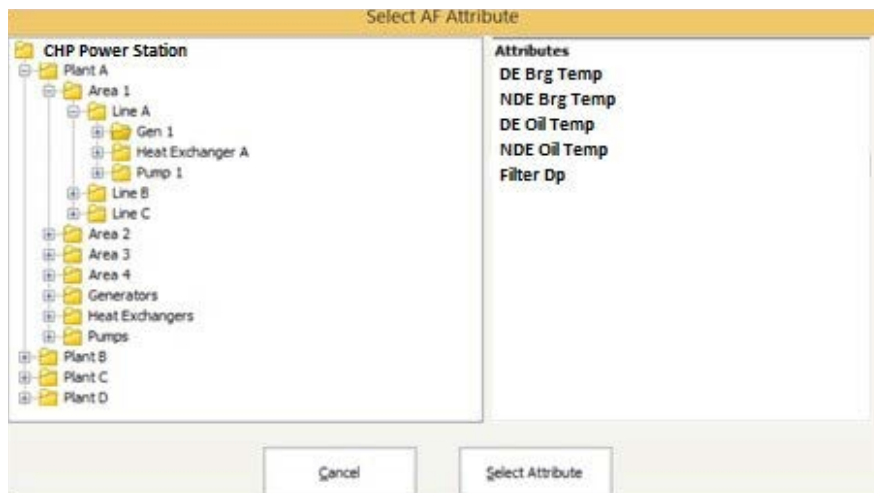 Select AF Attribute
CHP Power Station
Plant A
Area 1
Line A
Gen 1
Heat Exchanger A
Pump 1
Line B
Line C
Area 2
Area 3
Area 4
Generators
Heat Exchangers
Pumps
Plant B
Plant C
Plant D
Attributes
DE Brg Temp
NDE Brg Temp
DE Oil Temp
NDE Oil Temp
Filter Dp
Cancel
Select Attribute